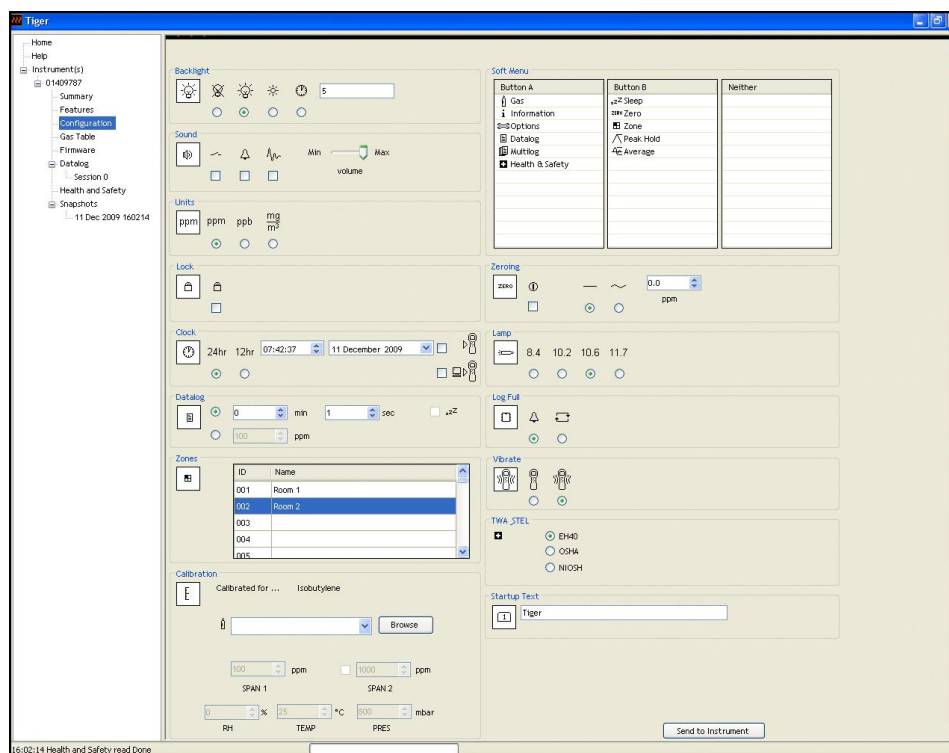 Tiger
Home
Help
Instrument(s)
01409787
Summary
Features
Configuration
Gas Table
Firmware
Datalog
Session 0
Health and Safety
Snapshots
11 Dec 2009 160214
Backlight
5
Sound
Min Max
volume
Units
ppm ppm ppb mg
m³
Lock
Clock
24hr 12hr 07:42:37 11 December 2009
Datalog
0 min 1 sec zZ
100 ppm
Zones
ID Name
001 Room 1
002 Room 2
003
004
005
Calibration
Calibrated for ... Isobutylene
Browse
100 ppm 1000 ppm
SPAN 1 SPAN 2
0 % 25 °C 800 mbar
RH TEMP PRES
Soft Menu
Button A Button B Neither
Gas zZ Sleep
i Information ZERO Zero
Options Zone
Datalog Peak Hold
Multilog Average
Health & Safety
Zeroing
ZERO 0.0
ppm
Lamp
8.4 10.2 10.6 11.7
Log Full
Vibrate
TWA_STEL
EH40
OSHA
NIOSH
Startup Text
Tiger
Send to Instrument
16:02:14 Health and Safety read Done